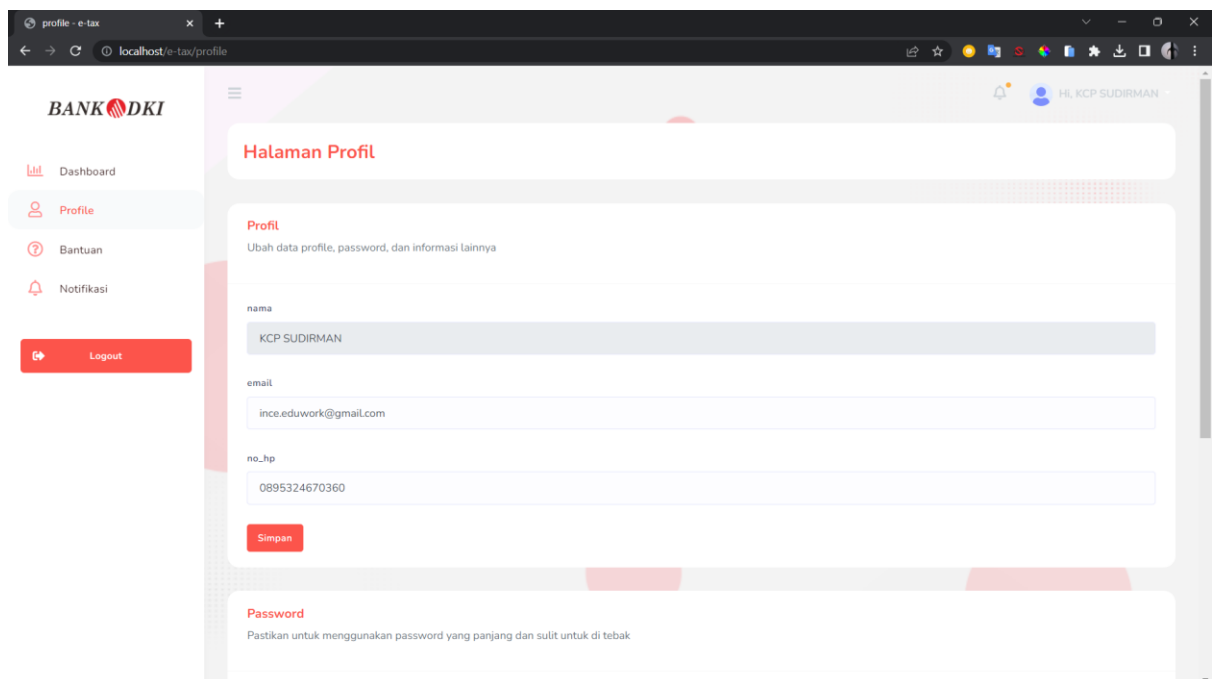 profile - e-tax
localhost/e-tax/profile
BANK DKI
Hi, KCP SUDIRMAN
Halaman Profil
Dashboard
Profile
Bantuan
Notifikasi
Logout
Profil
Ubah data profile, password, dan informasi lainnya
nama
KCP SUDIRMAN
email
ince.eduwork@gmail.com
no_hp
0895324670360
Simpan
Password
Pastikan untuk menggunakan password yang panjang dan sulit untuk di tebak